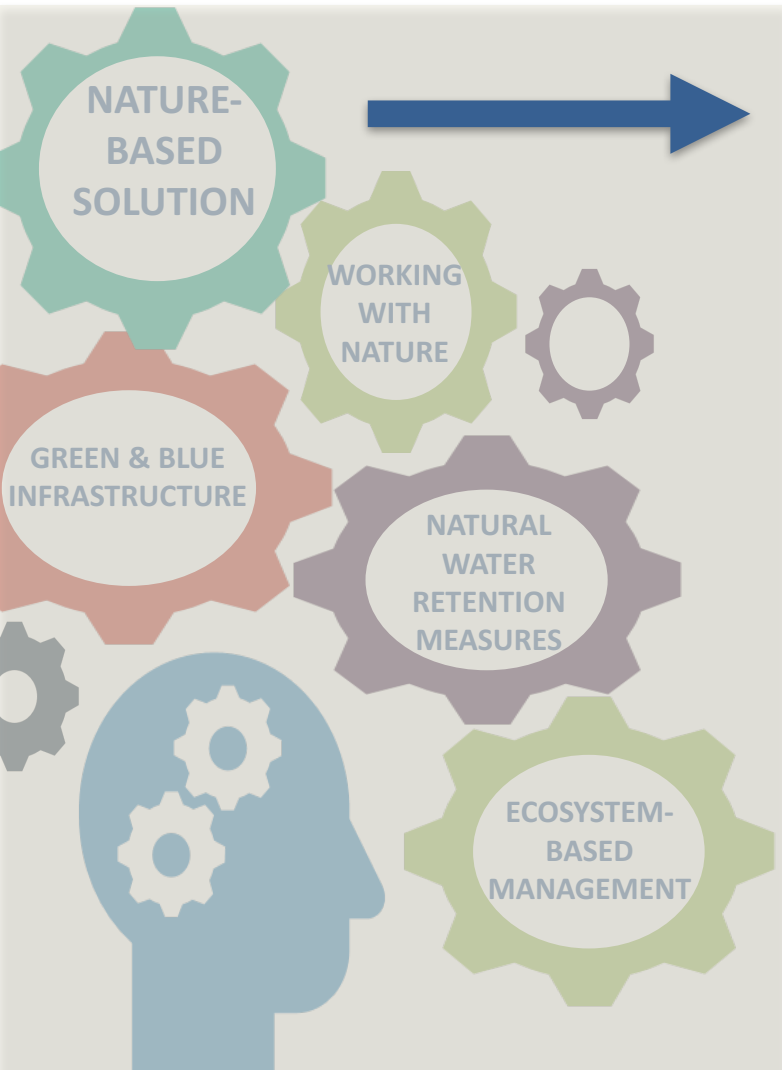 NATURE-
BASED
SOLUTION
WORKING
WITH
NATURE
GREEN & BLUE
INFRASTRUCTURE
NATURAL
WATER
RETENTION
MEASURES
ECOSYSTEM-
BASED
MANAGEMENT